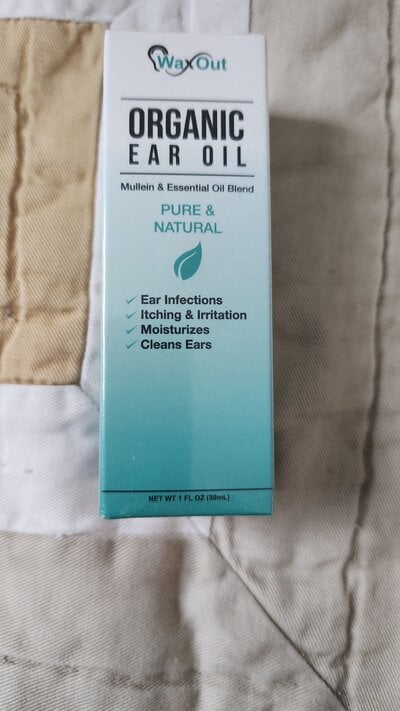 WaxOut
ORGANIC
EAR OIL
Mullein & Essential Oil Blend
PURE &
NATURAL
Ear Infections
Itching & Irritation
Moisturizes
Cleans Ears
NET WT 1 FL OZ (30mL)